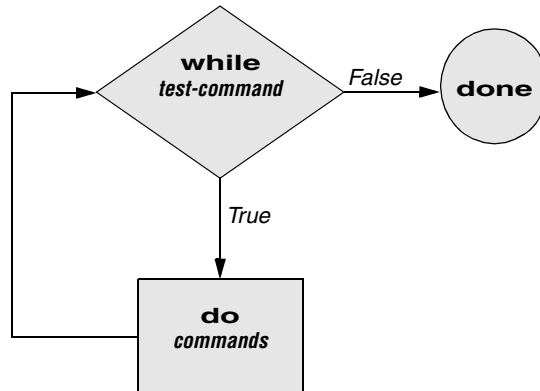 while
test-command
False
done
True
do
commands